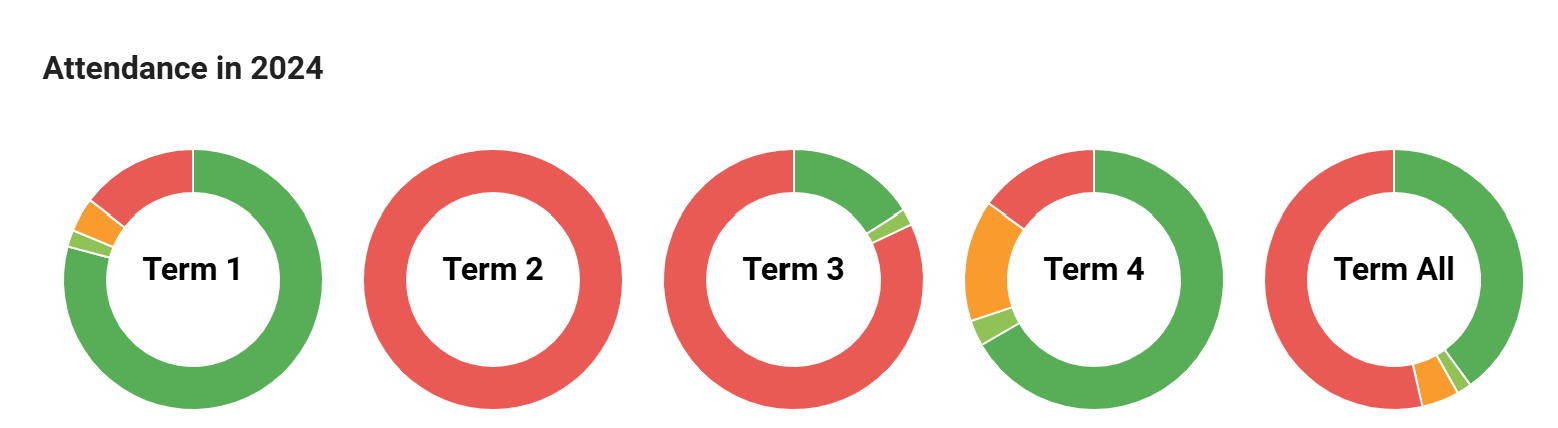 Attendance in 2024
Term 1
Term 2
Term 3
Term 4
Term All